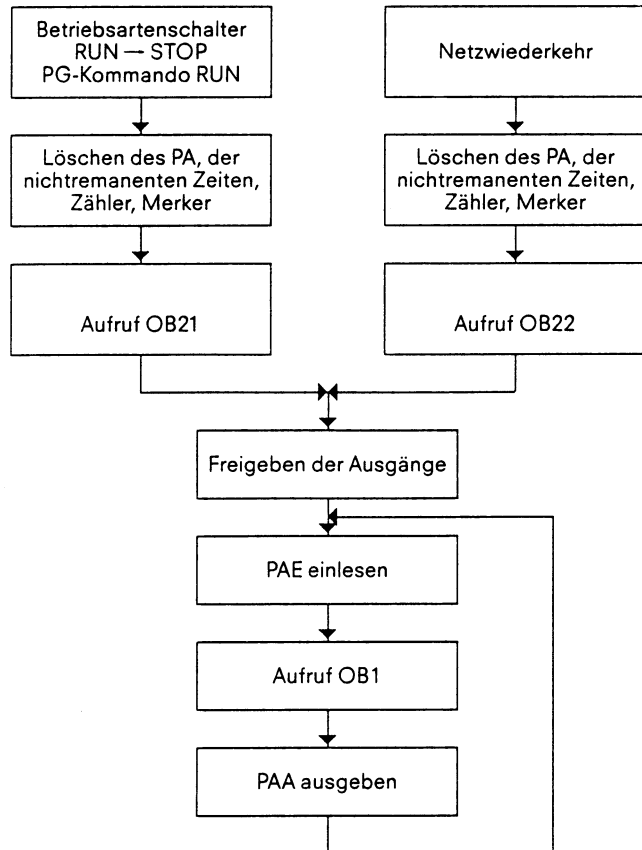 Betriebsartenschalter
RUN → STOP
PG-Kommando RUN
Netzwiederkehr
Löschen des PA, der
nichtremanenten Zeiten,
Zähler, Merker
Löschen des PA, der
nichtremanenten Zeiten,
Zähler, Merker
Aufruf OB21
Aufruf OB22
Freigeben der Ausgänge
PAE einlesen
Aufruf OB1
PAA ausgeben